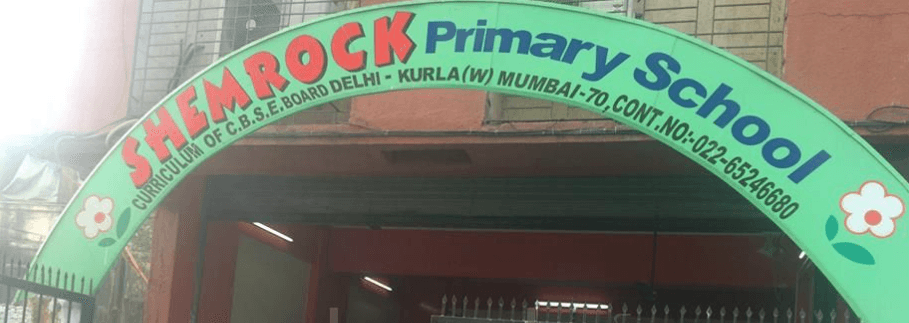 SHEMROCK Primary School
CURRICULUM OF C.B.S.E.BOARD DELHI - KURLA(W) MUMBAI-70,CONT.NO:-022-65246680